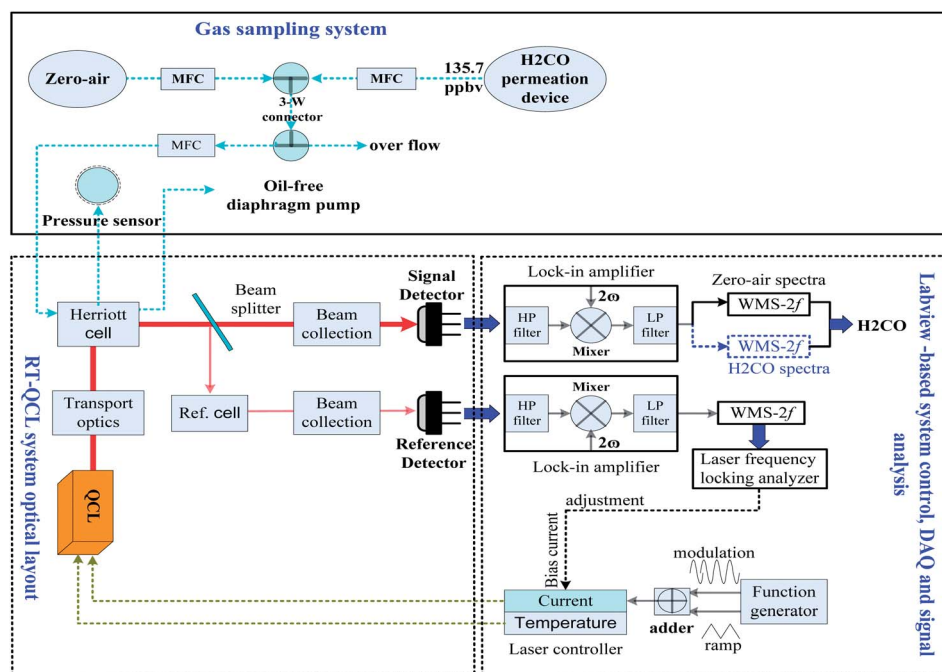 Gas sampling system
Zero-air
MFC
MFC
135.7
ppbv
H2CO
permeation
device
3-W
connector
MFC
over flow
Oil-free
diaphragm pump
Pressure sensor
RT-QCL system optical layout
Herriott
cell
Beam
splitter
Beam
collection
Signal
Detector
Transport
optics
Ref. cell
Beam
collection
Reference
Detector
QCL
Lock-in amplifier
2ω
HP
filter
Mixer
LP
filter
Zero-air spectra
WMS-2f
WMS-2f
H2CO spectra
H2CO
Mixer
HP
filter
2ω
LP
filter
Lock-in amplifier
WMS-2f
Laser frequency
locking analyzer
adjustment
Bias current
modulation
Current
Temperature
Laser controller
adder
Function
generator
ramp
Labview -based system control, DAQ and signal
analysis